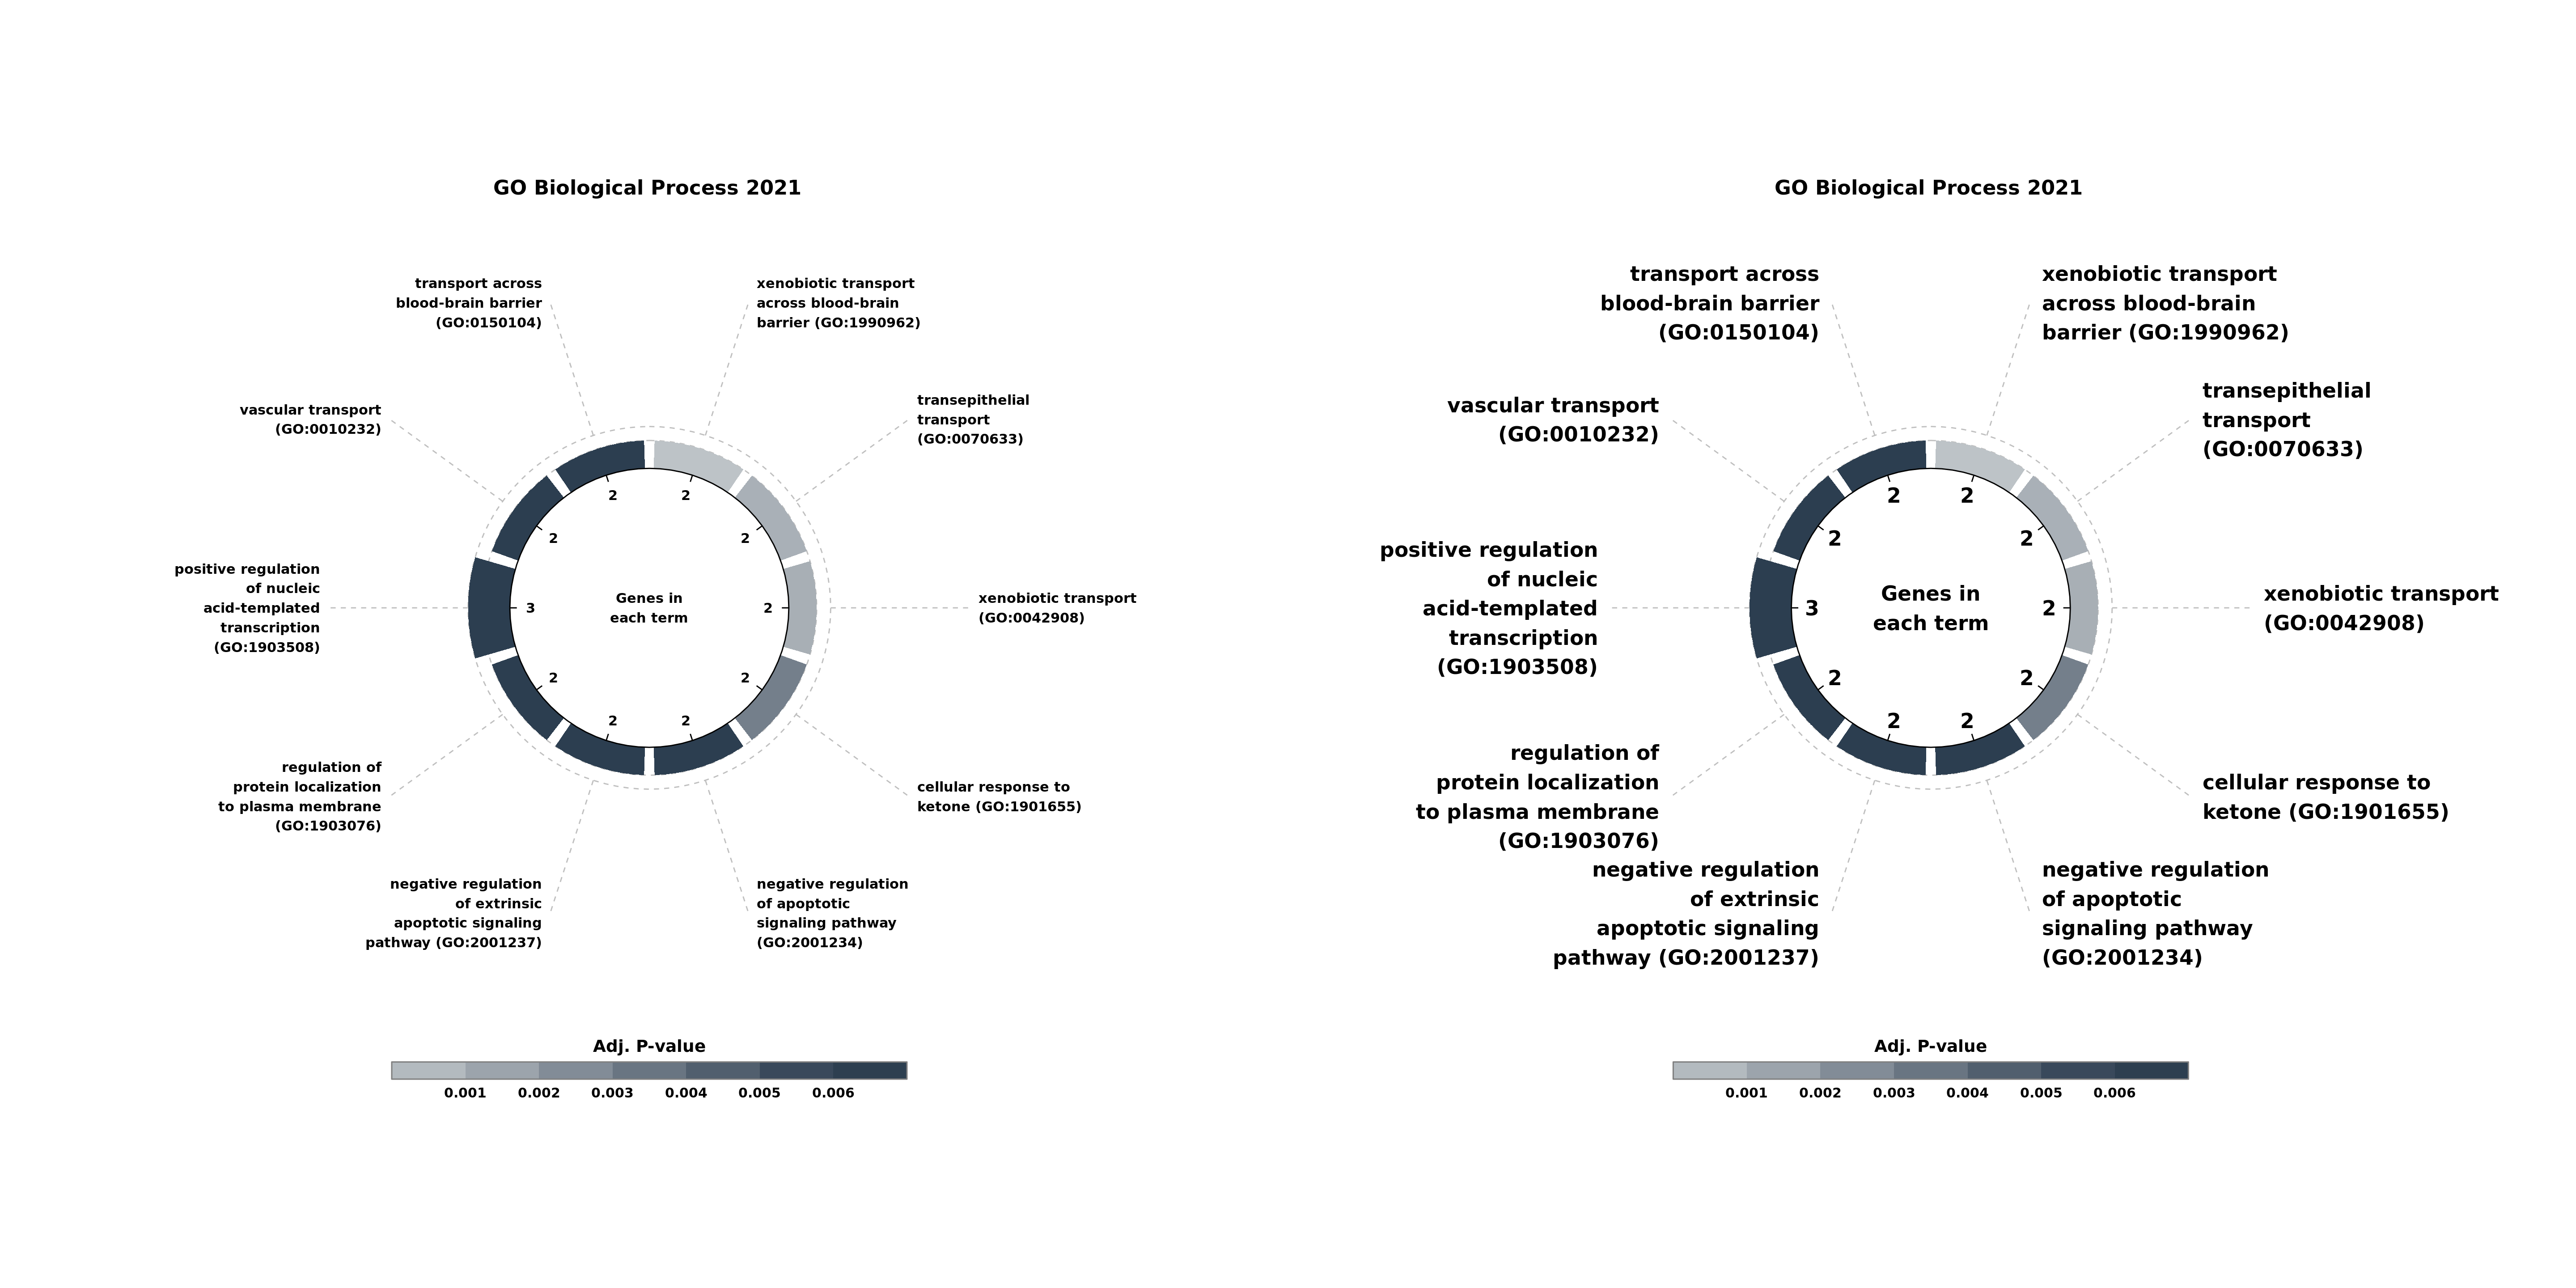 GO Biological Process 2021
transport across
blood-brain barrier
(GO:0150104)
xenobiotic transport
across blood-brain
barrier (GO:1990962)
vascular transport
(GO:0010232)
transepithelial
transport
(GO:0070633)
positive regulation
of nucleic
acid-templated
transcription
(GO:1903508)
xenobiotic transport
(GO:0042908)
regulation of
protein localization
to plasma membrane
(GO:1903076)
cellular response to
ketone (GO:1901655)
negative regulation
of extrinsic
apoptotic signaling
pathway (GO:2001237)
negative regulation
of apoptotic
signaling pathway
(GO:2001234)
2 2
2 2
3 2
Genes in
each term
2 2
2 2
Adj. P-value
0.001 0.002 0.003 0.004 0.005 0.006
GO Biological Process 2021
transport across
blood-brain barrier
(GO:0150104)
xenobiotic transport
across blood-brain
barrier (GO:1990962)
vascular transport
(GO:0010232)
transepithelial
transport
(GO:0070633)
positive regulation
of nucleic
acid-templated
transcription
(GO:1903508)
xenobiotic transport
(GO:0042908)
regulation of
protein localization
to plasma membrane
(GO:1903076)
cellular response to
ketone (GO:1901655)
negative regulation
of extrinsic
apoptotic signaling
pathway (GO:2001237)
negative regulation
of apoptotic
signaling pathway
(GO:2001234)
2 2
2 2
3 2
Genes in
each term
2 2
2 2
Adj. P-value
0.001 0.002 0.003 0.004 0.005 0.006